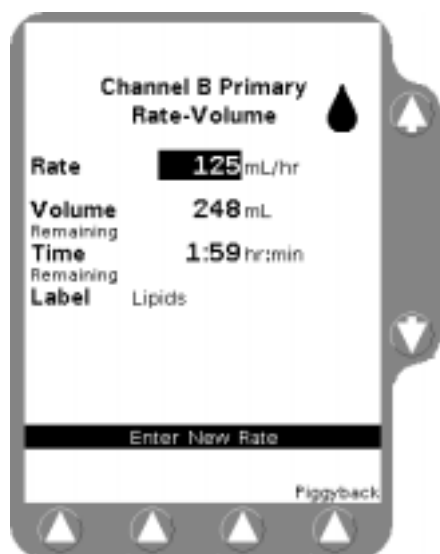 Channel B Primary
Rate-Volume
Rate 125 mL/hr
Volume 248 mL
Remaining
Time 1:59 hr:min
Remaining
Label Lipids
Enter New Rate
Piggyback